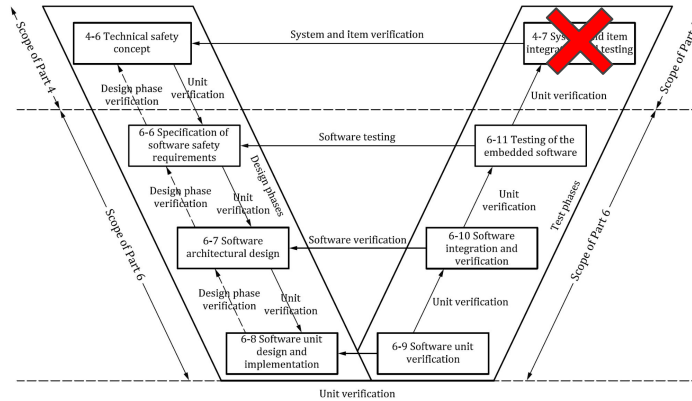 4-6 Technical safety
concept
System and item verification
4-7 System and item
integration and testing
Scope of Part 4
Scope of Part
Design phase
verification
Unit
verification
Unit verification
6-6 Specification of
software safety
requirements
Software testing
6-11 Testing of the
embedded software
Design phases
Test phases
Design phase
verification
Unit
verification
Unit
verification
Scope of Part 6
Scope of Part 6
6-7 Software
architectural design
Software verification
6-10 Software
integration and
verification
Design phase
verification
Unit
verification
Unit verification
6-8 Software unit
design and
implementation
6-9 Software unit
verification
Unit verification